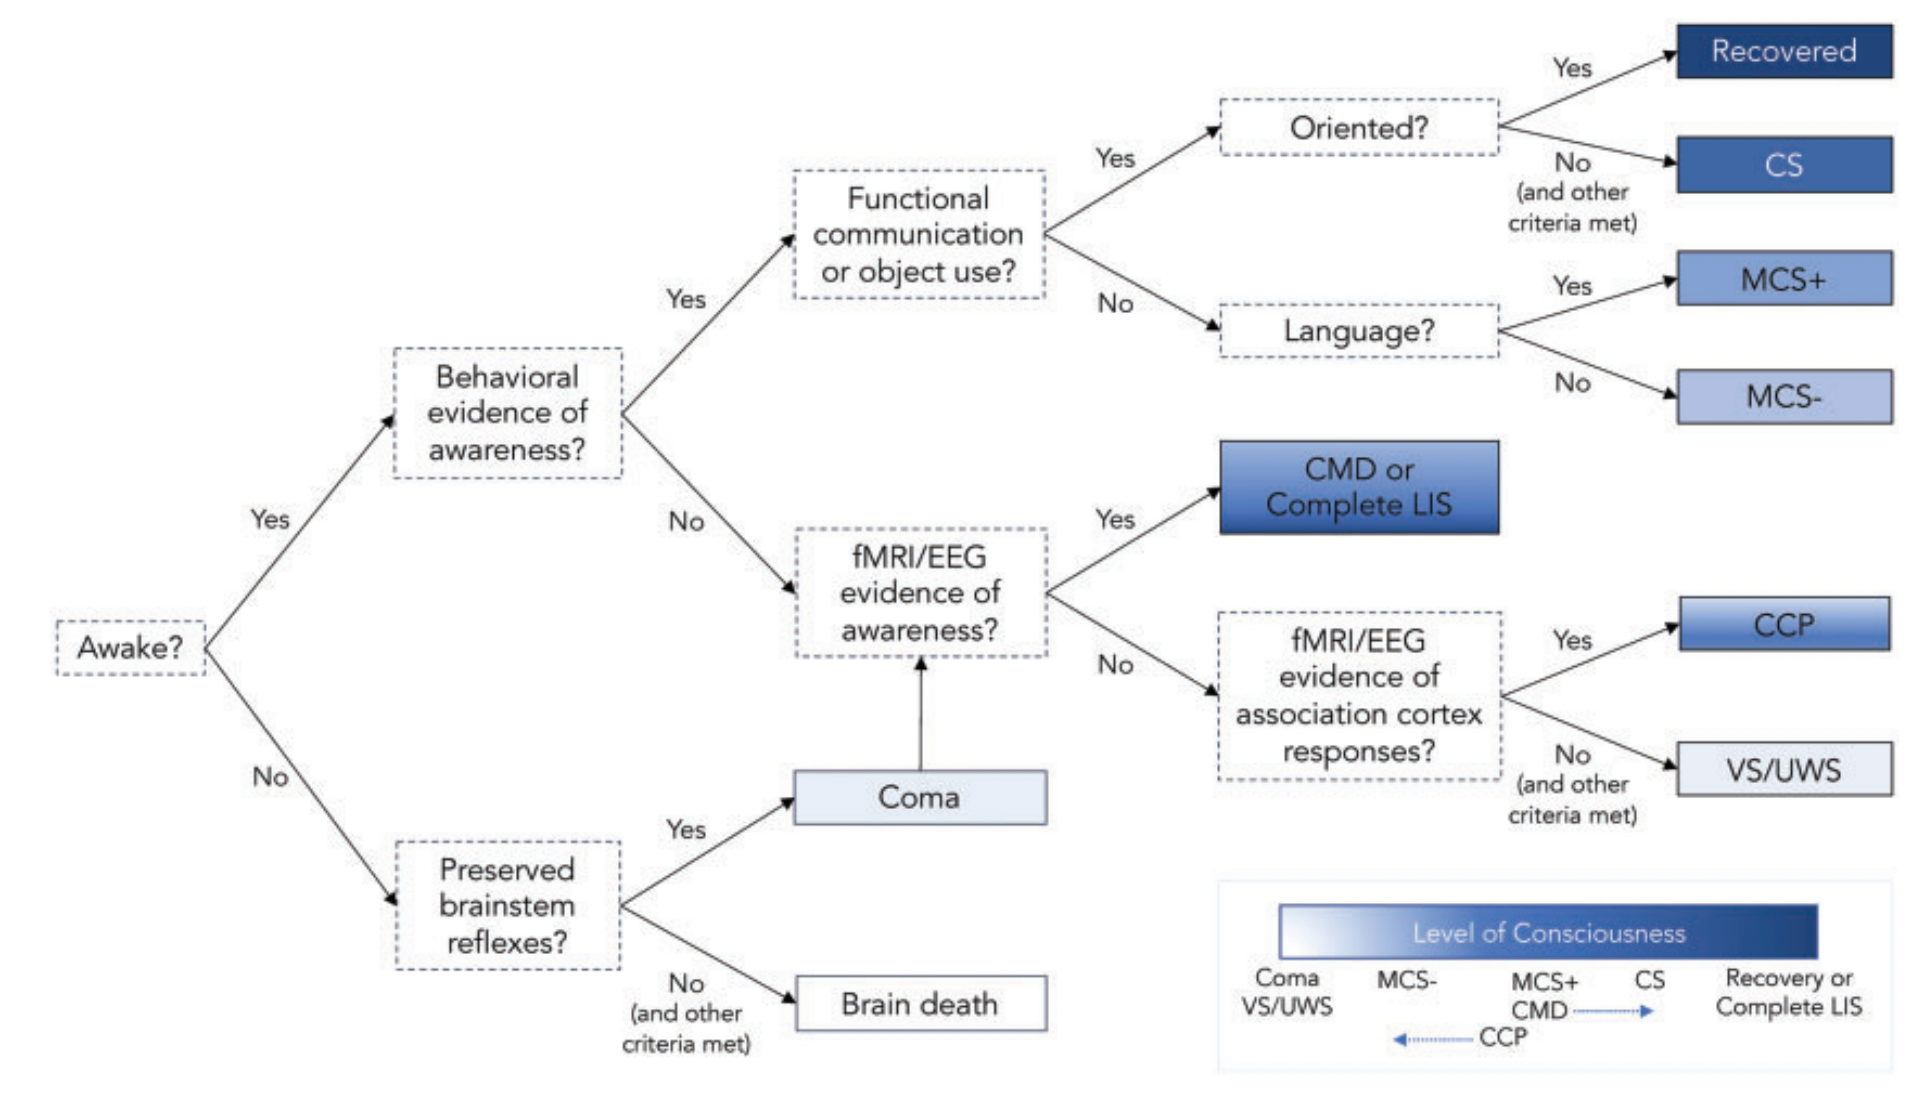 Awake?
Yes
No
Behavioral
evidence of
awareness?
Yes
No
Preserved
brainstem
reflexes?
Yes
No
(and other
criteria met)
Functional
communication
or object use?
Yes
No
fMRI/EEG
evidence of
awareness?
Yes
No
Coma
Brain death
Oriented?
Yes
No
(and other
criteria met)
Language?
Yes
No
CMD or
Complete LIS
fMRI/EEG
evidence of
association cortex
responses?
Yes
No
(and other
criteria met)
Recovered
CS
MCS+
MCS-
CCP
VS/UWS
Level of Consciousness
Coma
VS/UWS
MCS-
MCS+
CMD
CCP
CS
Recovery or
Complete LIS